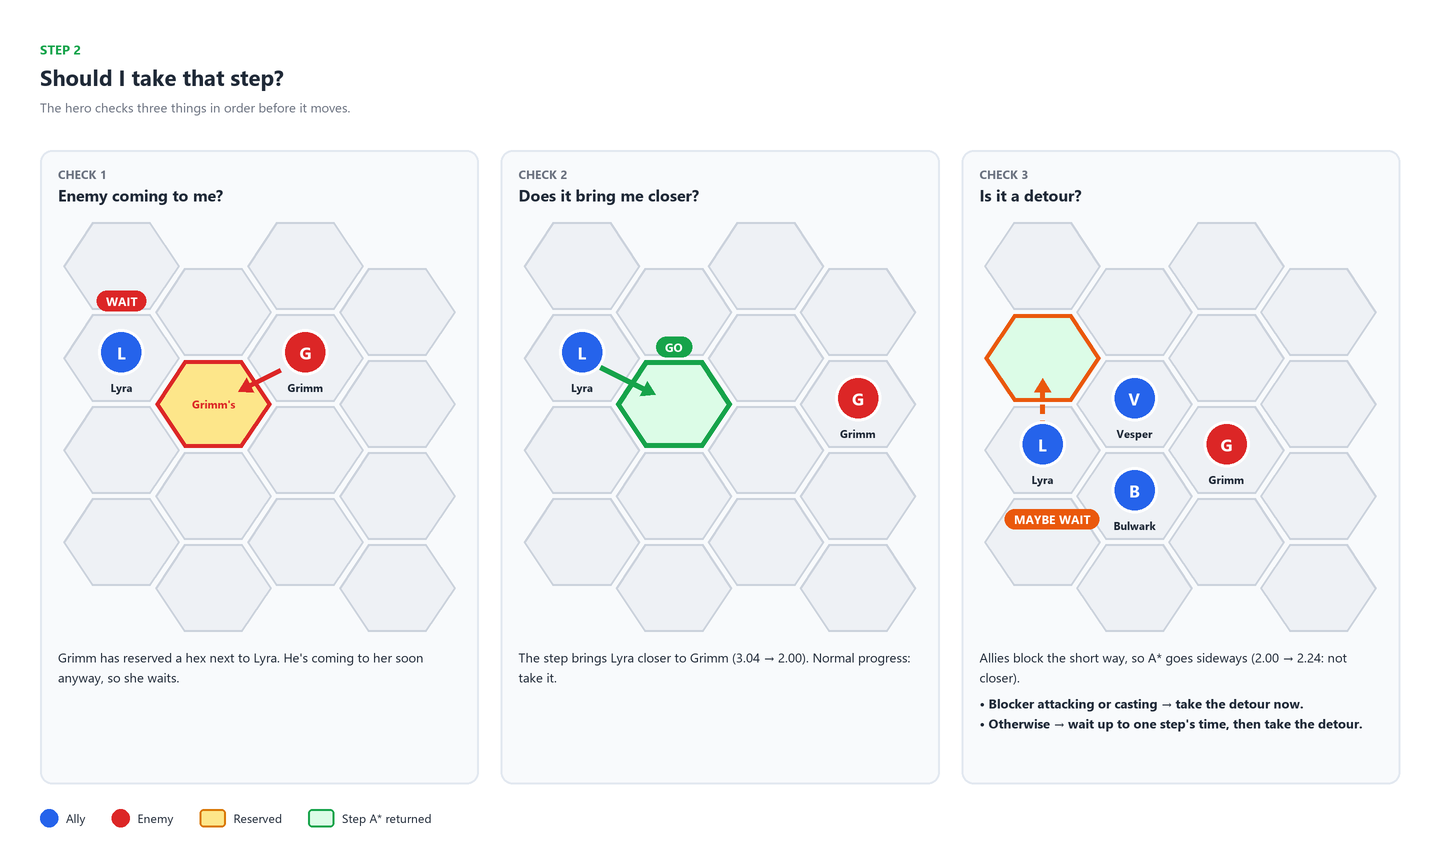 STEP 2
Should I take that step?
The hero checks three things in order before it moves.
CHECK 1
Enemy coming to me?
WAIT
L
Lyra
G
Grimm
Grimm's
Grimm has reserved a hex next to Lyra. He's coming to her soon
anyway, so she waits.
CHECK 2
Does it bring me closer?
L
Lyra
GO
G
Grimm
The step brings Lyra closer to Grimm (3.04 → 2.00). Normal progress:
take it.
CHECK 3
Is it a detour?
V
Vesper
L
Lyra
G
Grimm
B
Bulwark
MAYBE WAIT
Allies block the short way, so A* goes sideways (2.00 → 2.24: not
closer).
• Blocker attacking or casting → take the detour now.
• Otherwise → wait up to one step's time, then take the detour.
Ally
Enemy
Reserved
Step A* returned